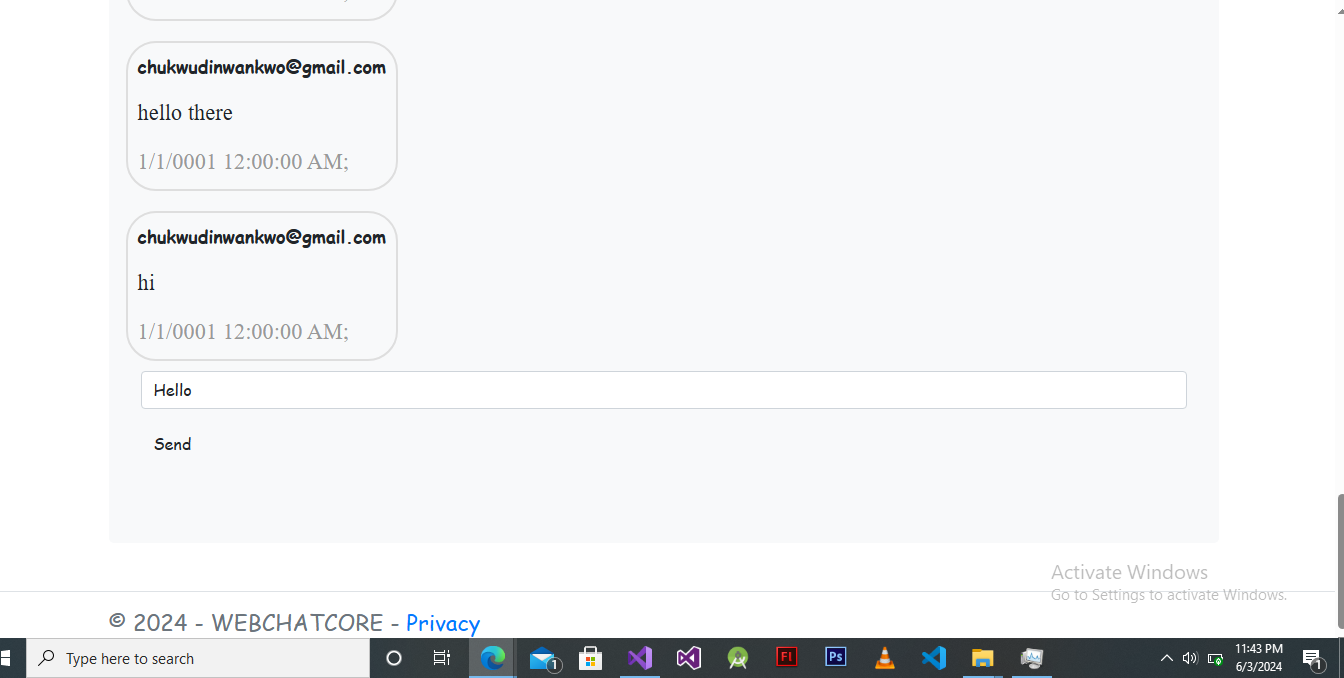 chukwudinwankwo@gmail.com
hello there
1/1/0001 12:00:00 AM;
chukwudinwankwo@gmail.com
hi
1/1/0001 12:00:00 AM;
Hello
Send
Activate Windows
Go to Settings to activate Windows.
© 2024 - WEBCHATCORE - Privacy
Type here to search
1
Fl
Ps
11:43 PM
6/3/2024
1